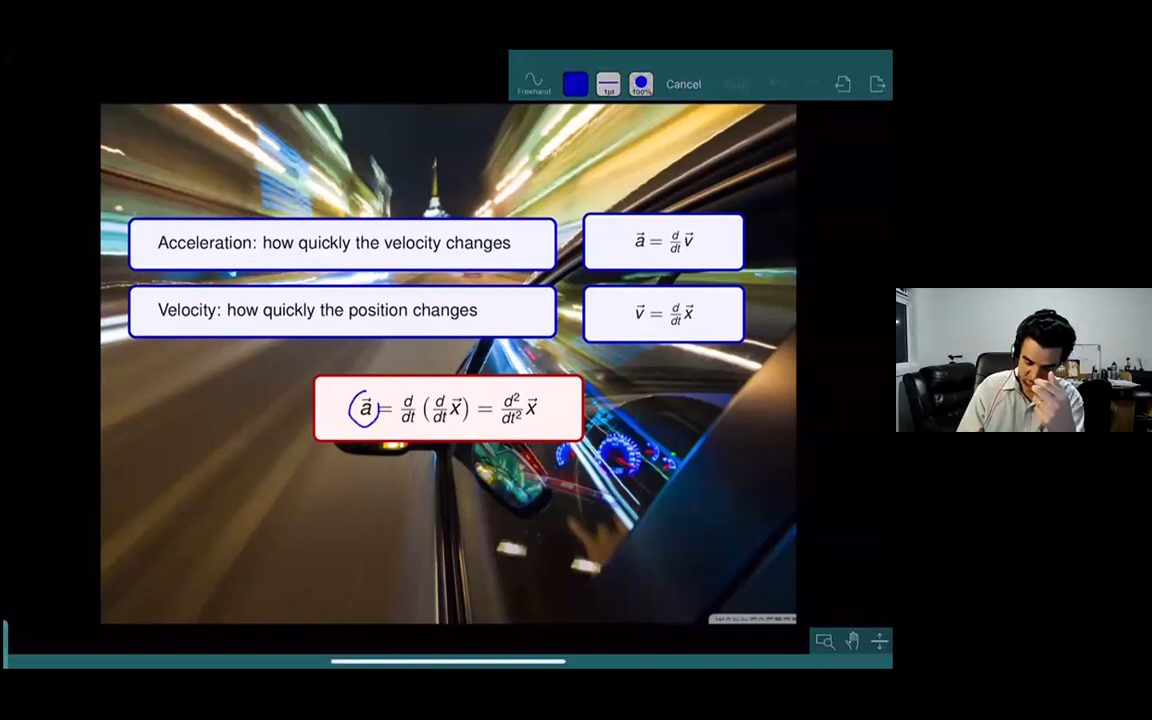 Freehand 1pt 100% Cancel
Acceleration: how quickly the velocity changes
a⃗ = d/dt v⃗
Velocity: how quickly the position changes
v⃗ = d/dt x⃗
a⃗ = d/dt (d/dt x⃗) = d²/dt² x⃗